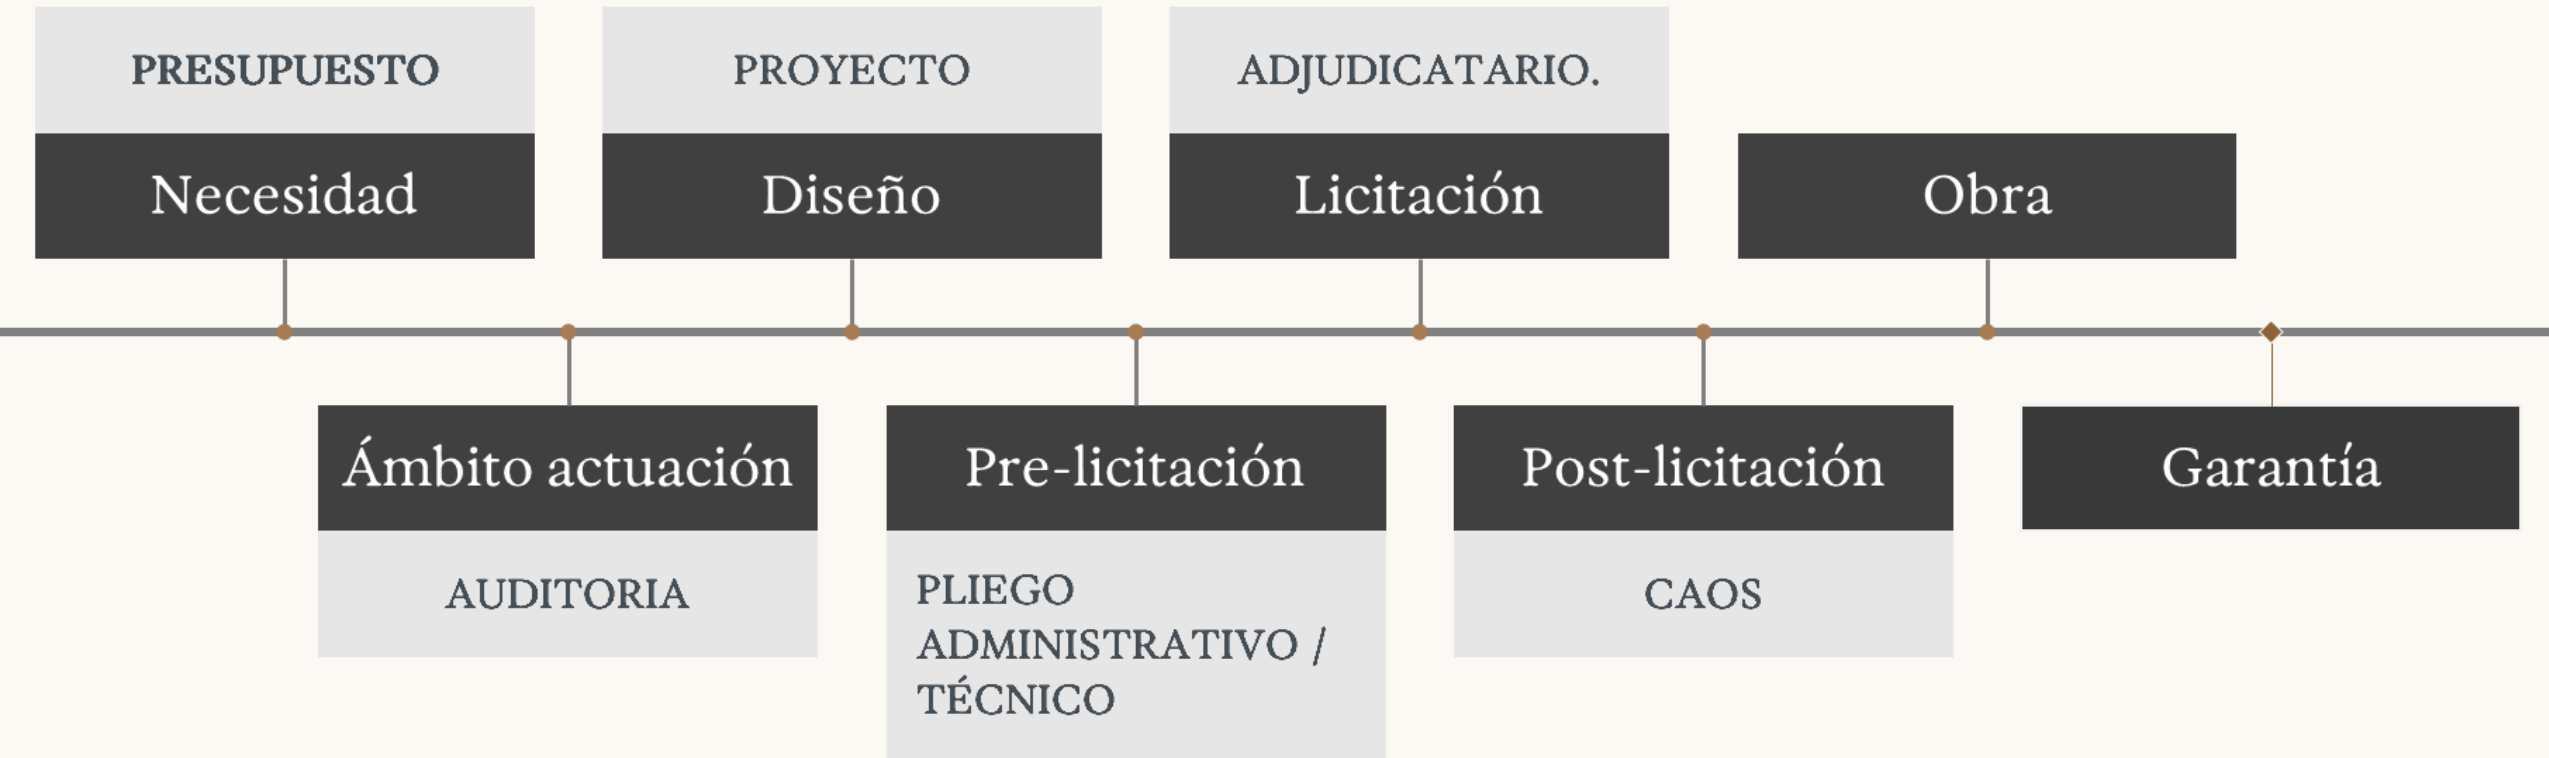 PRESUPUESTO
Necesidad
Ámbito actuación
AUDITORIA
PROYECTO
Diseño
Pre-licitación
PLIEGO
ADMINISTRATIVO /
TÉCNICO
ADJUDICATARIO.
Licitación
Post-licitación
CAOS
Obra
Garantía